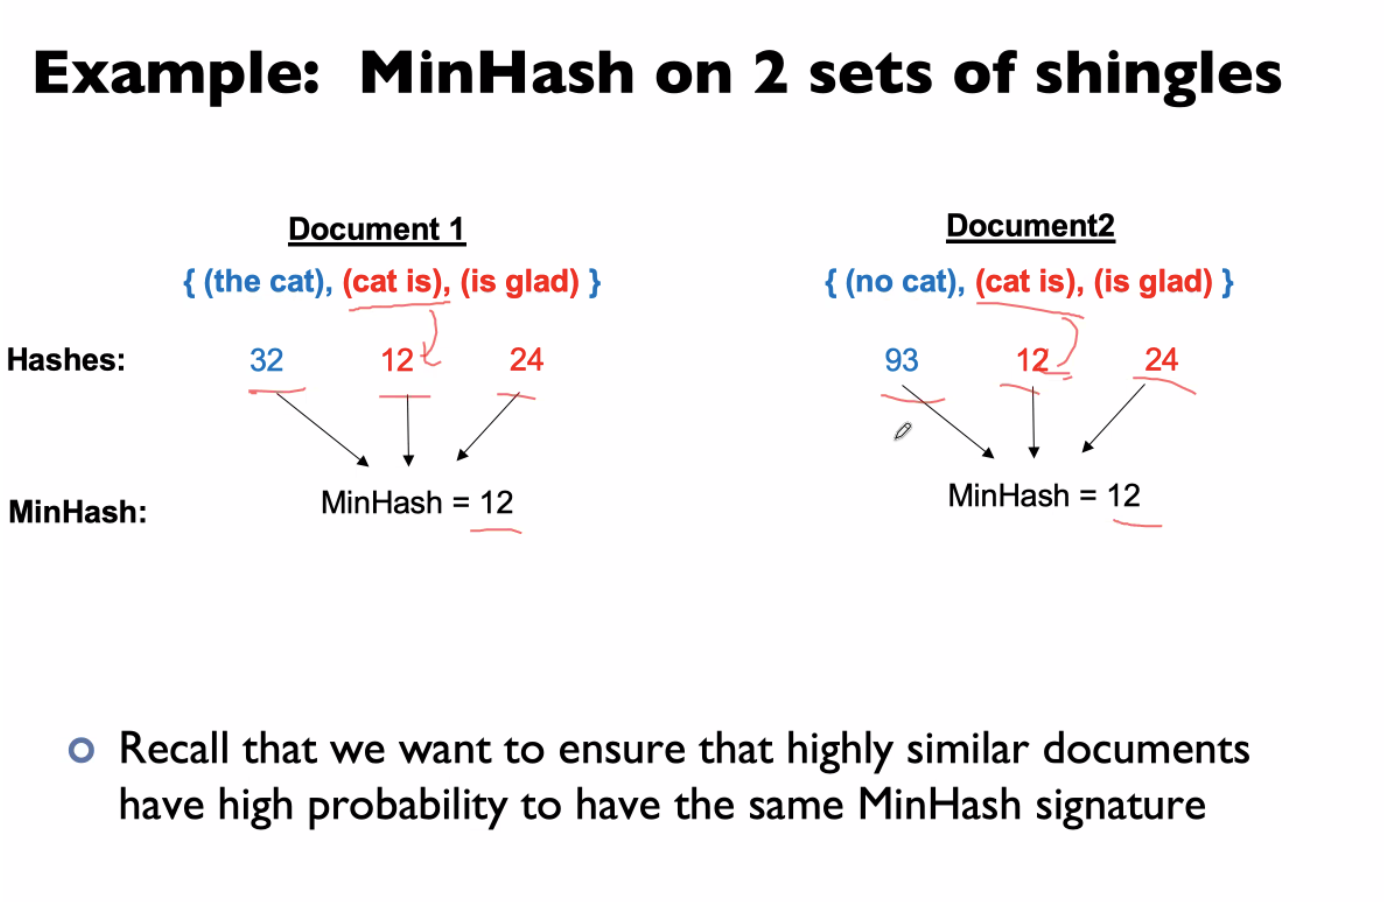 Example: MinHash on 2 sets of shingles
Document 1
Document2
{ (the cat), (cat is), (is glad) }
{ (no cat), (cat is), (is glad) }
Hashes:
32 12 24
93 12 24
MinHash:
MinHash = 12
MinHash = 12
Recall that we want to ensure that highly similar documents
have high probability to have the same MinHash signature